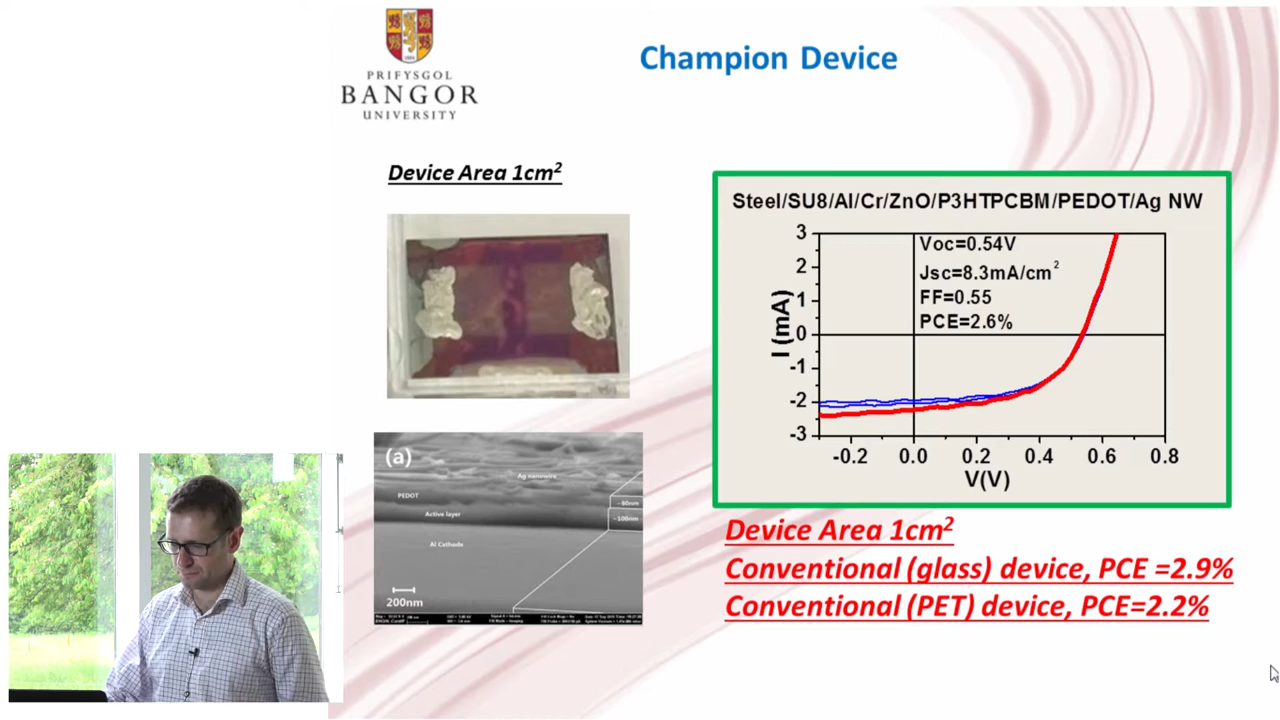 PRIFYSGOL
BANGOR
UNIVERSITY
Champion Device
Device Area 1cm²
(a)
Ag nanowire
PEDOT
~80nm
Active layer
~100nm
Al Cathode
200nm
Steel/SU8/Al/Cr/ZnO/P3HTPCBM/PEDOT/Ag NW
Voc=0.54V
Jsc=8.3mA/cm²
FF=0.55
PCE=2.6%
I (mA)
3
2
1
0
-1
-2
-3
-0.2 0.0 0.2 0.4 0.6 0.8
V(V)
Device Area 1cm²
Conventional (glass) device, PCE =2.9%
Conventional (PET) device, PCE=2.2%